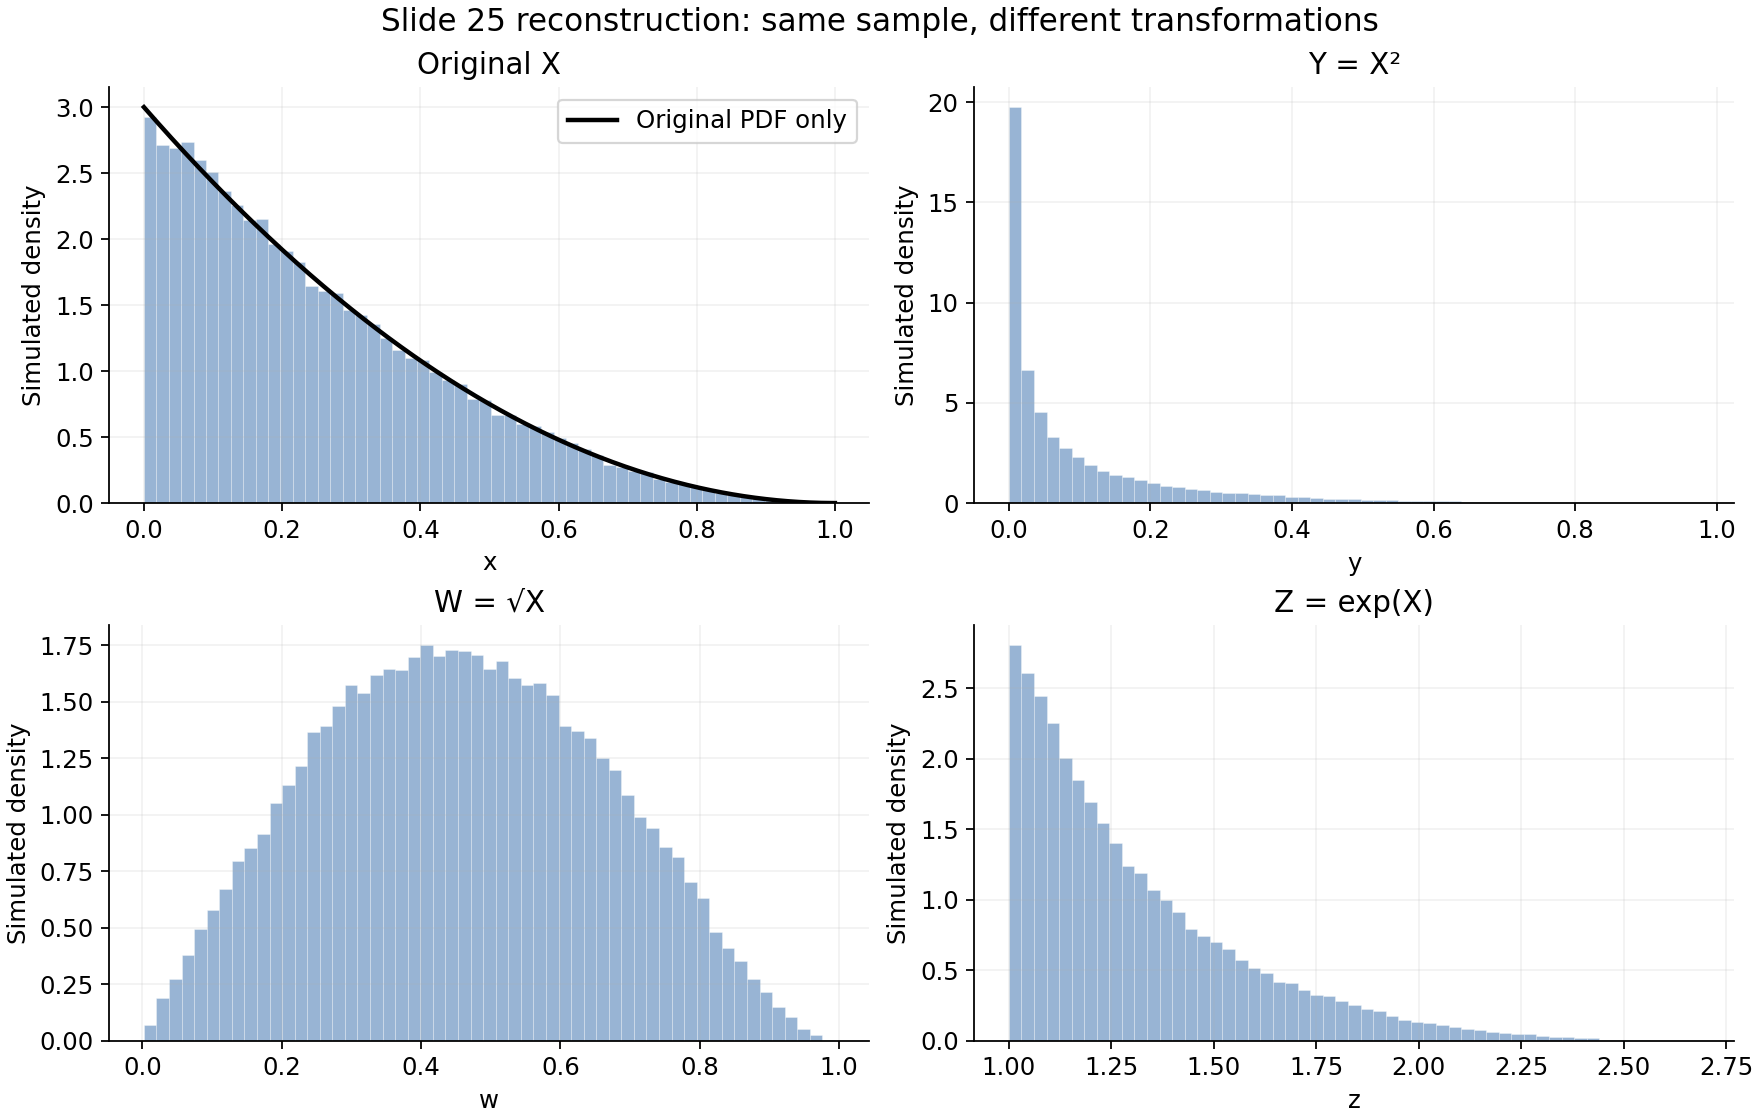 Slide 25 reconstruction: same sample, different transformations
Original X
Original PDF only
Simulated density
3.0
2.5
2.0
1.5
1.0
0.5
0.0
0.0 0.2 0.4 0.6 0.8 1.0
x
Y = X²
Simulated density
20
15
10
5
0
0.0 0.2 0.4 0.6 0.8 1.0
y
W = √X
Simulated density
1.75
1.50
1.25
1.00
0.75
0.50
0.25
0.00
0.0 0.2 0.4 0.6 0.8 1.0
w
Z = exp(X)
Simulated density
2.5
2.0
1.5
1.0
0.5
0.0
1.00 1.25 1.50 1.75 2.00 2.25 2.50 2.75
z